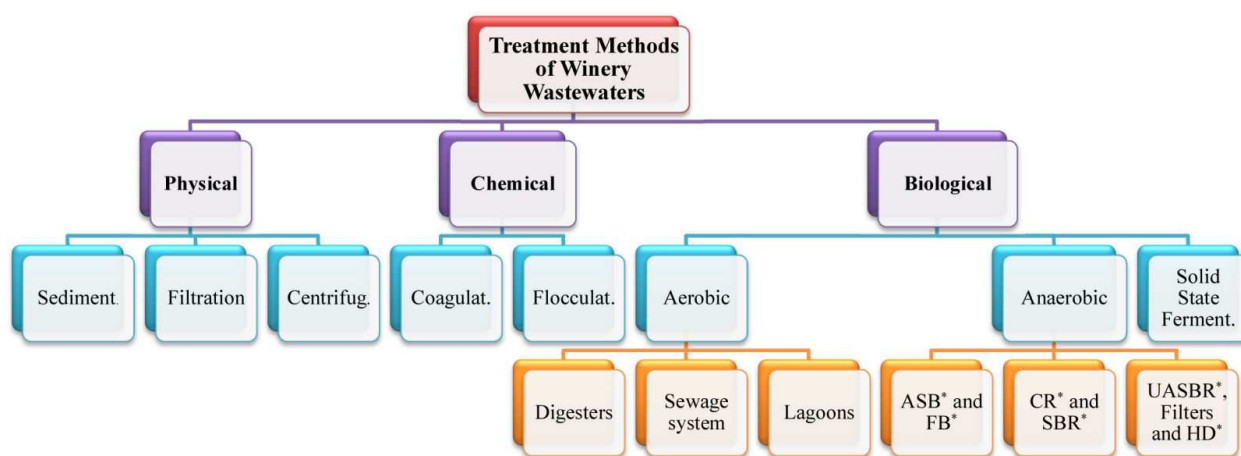 Treatment Methods
of Winery
Wastewaters
Physical
Chemical
Biological
Sediment.
Filtration
Centrifug.
Coagulat.
Flocculat.
Aerobic
Anaerobic
Solid
State
Ferment.
Digesters
Sewage
system
Lagoons
ASB* and
FB*
CR* and
SBR*
UASBR*,
Filters
and HD*